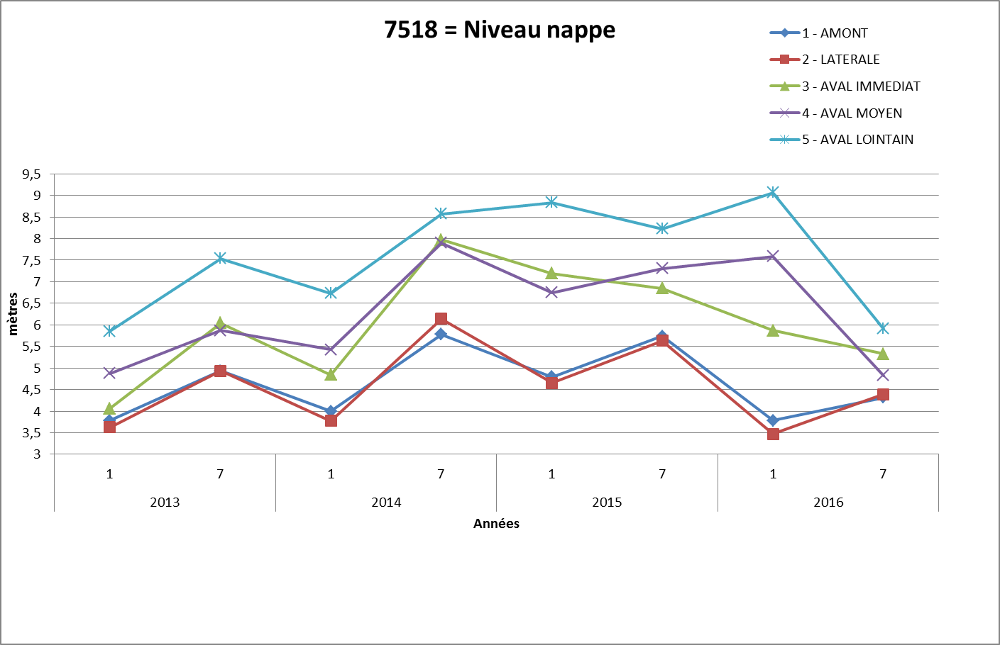 7518 = Niveau nappe
1 - AMONT
2 - LATERALE
3 - AVAL IMMEDIAT
4 - AVAL MOYEN
5 - AVAL LOINTAIN
9,5
9
8,5
8
7,5
7
6,5
6
5,5
5
4,5
4
3,5
3
mètres
1 7 1 7 1 7 1 7
2013 2014 2015 2016
Années